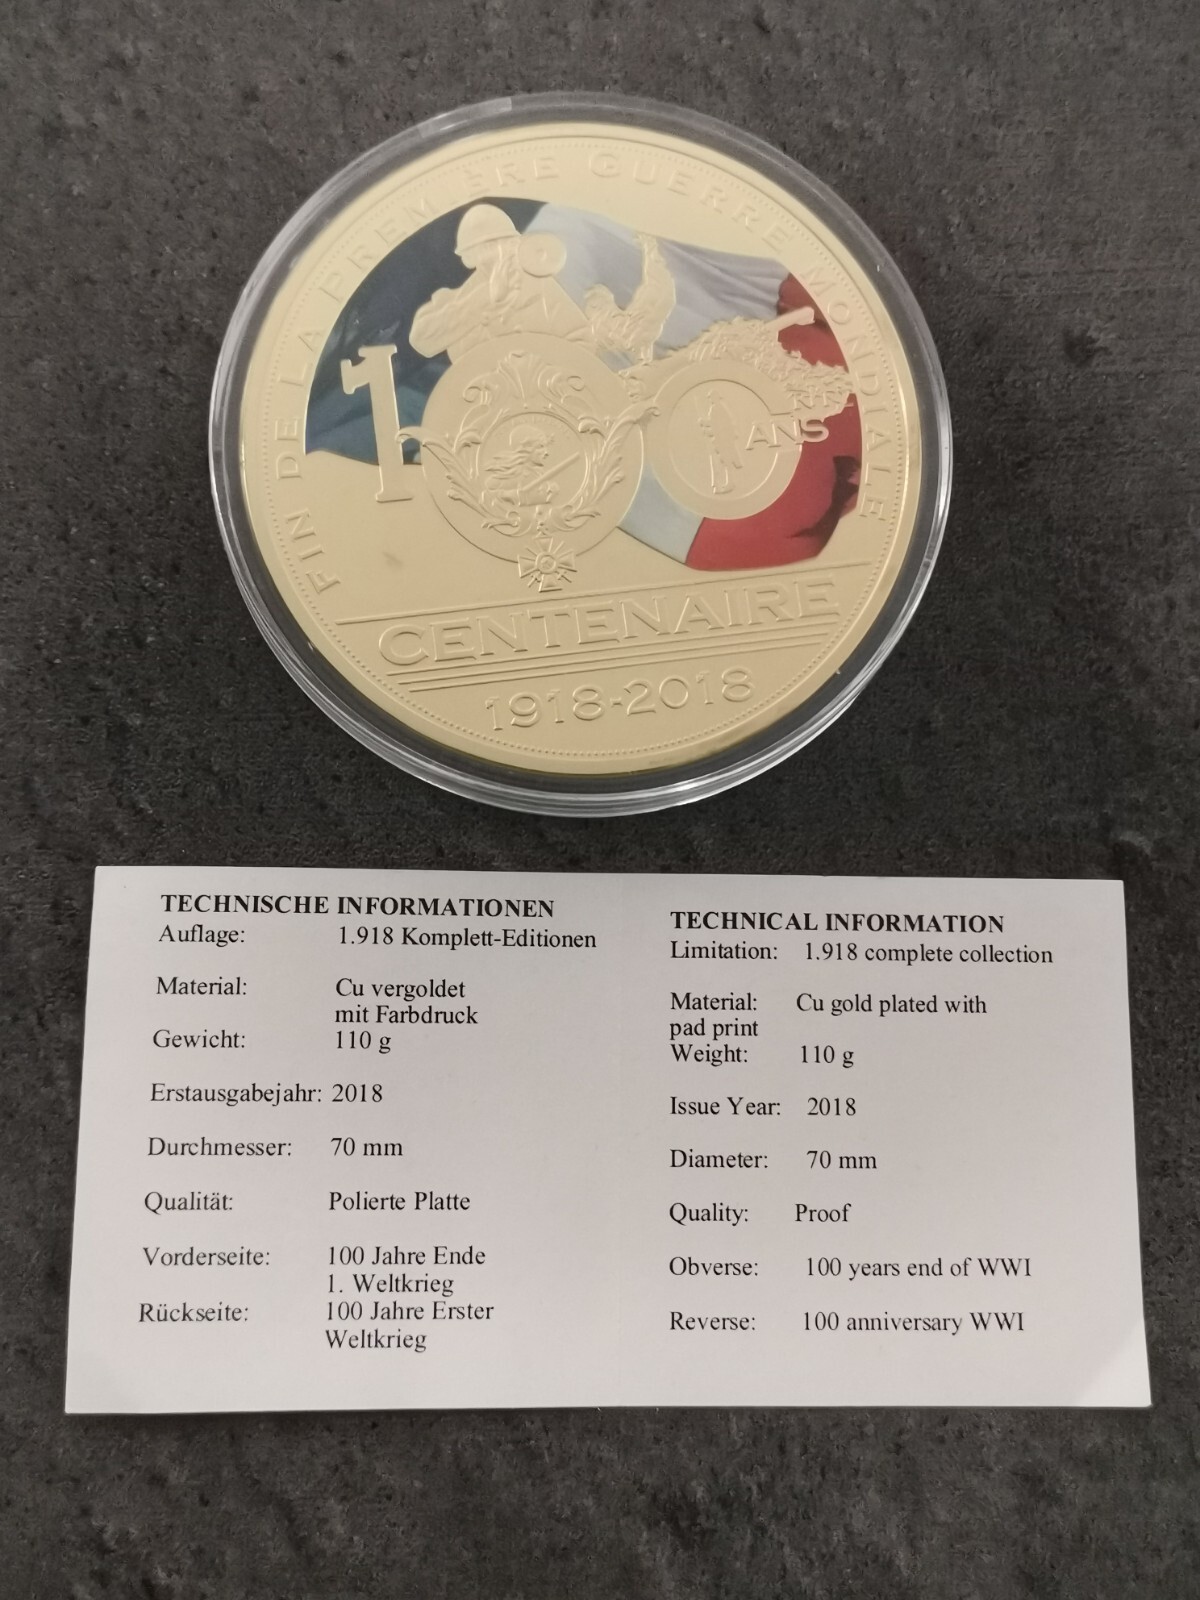 FIN DE LA PREMIÈRE GUERRE MONDIALE
100
ANS
CENTENAIRE
1918-2018
TECHNISCHE INFORMATIONEN
Auflage: 1.918 Komplett-Editionen
Material: Cu vergoldet
mit Farbdruck
Gewicht: 110 g
Erstausgabejahr: 2018
Durchmesser: 70 mm
Qualität: Polierte Platte
Vorderseite: 100 Jahre Ende
1. Weltkrieg
Rückseite: 100 Jahre Erster
Weltkrieg
TECHNICAL INFORMATION
Limitation: 1.918 complete collection
Material: Cu gold plated with
pad print
Weight: 110 g
Issue Year: 2018
Diameter: 70 mm
Quality: Proof
Obverse: 100 years end of WWI
Reverse: 100 anniversary WWI